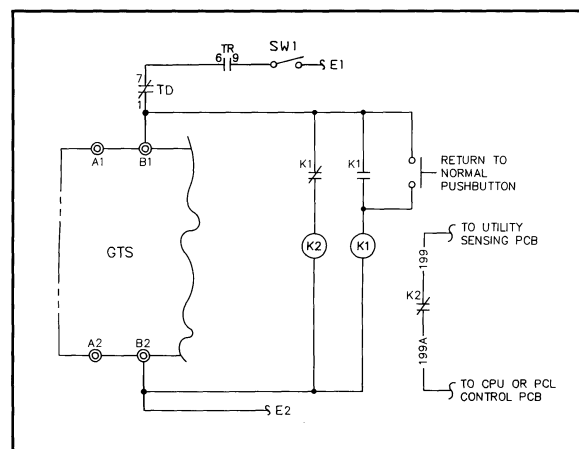 TR
SW1
6 9
E1
7
TD
1
A1 B1
K1
K1
RETURN TO
NORMAL
PUSHBUTTON
GTS
K2
K1
TO UTILITY
SENSING PCB
199
K2
199A
A2 B2
TO CPU OR PCL
CONTROL PCB
E2